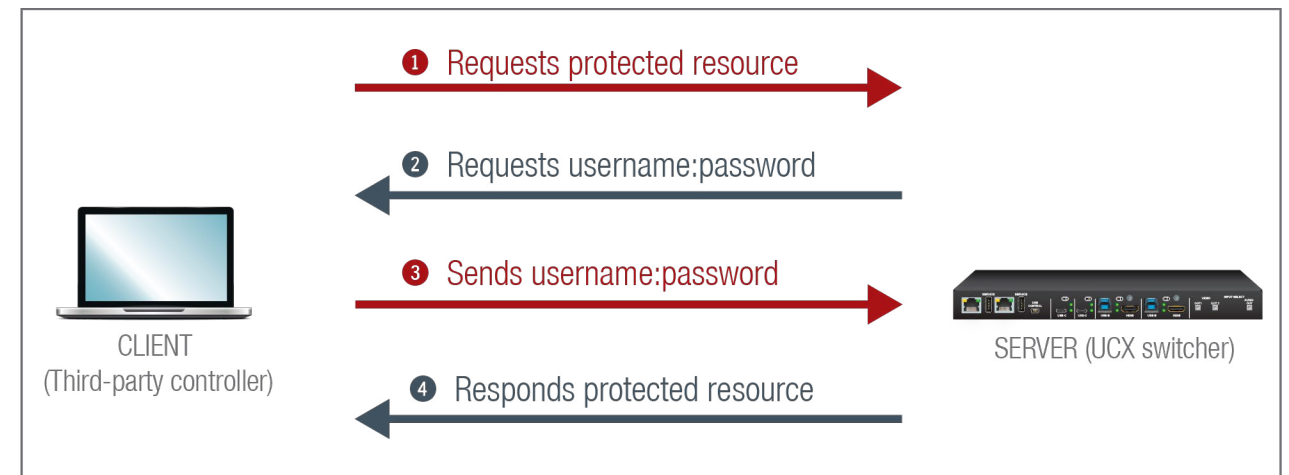 1 Requests protected resource
2 Requests username:password
3 Sends username:password
CLIENT
(Third-party controller)
SERVER (UCX switcher)
4 Responds protected resource